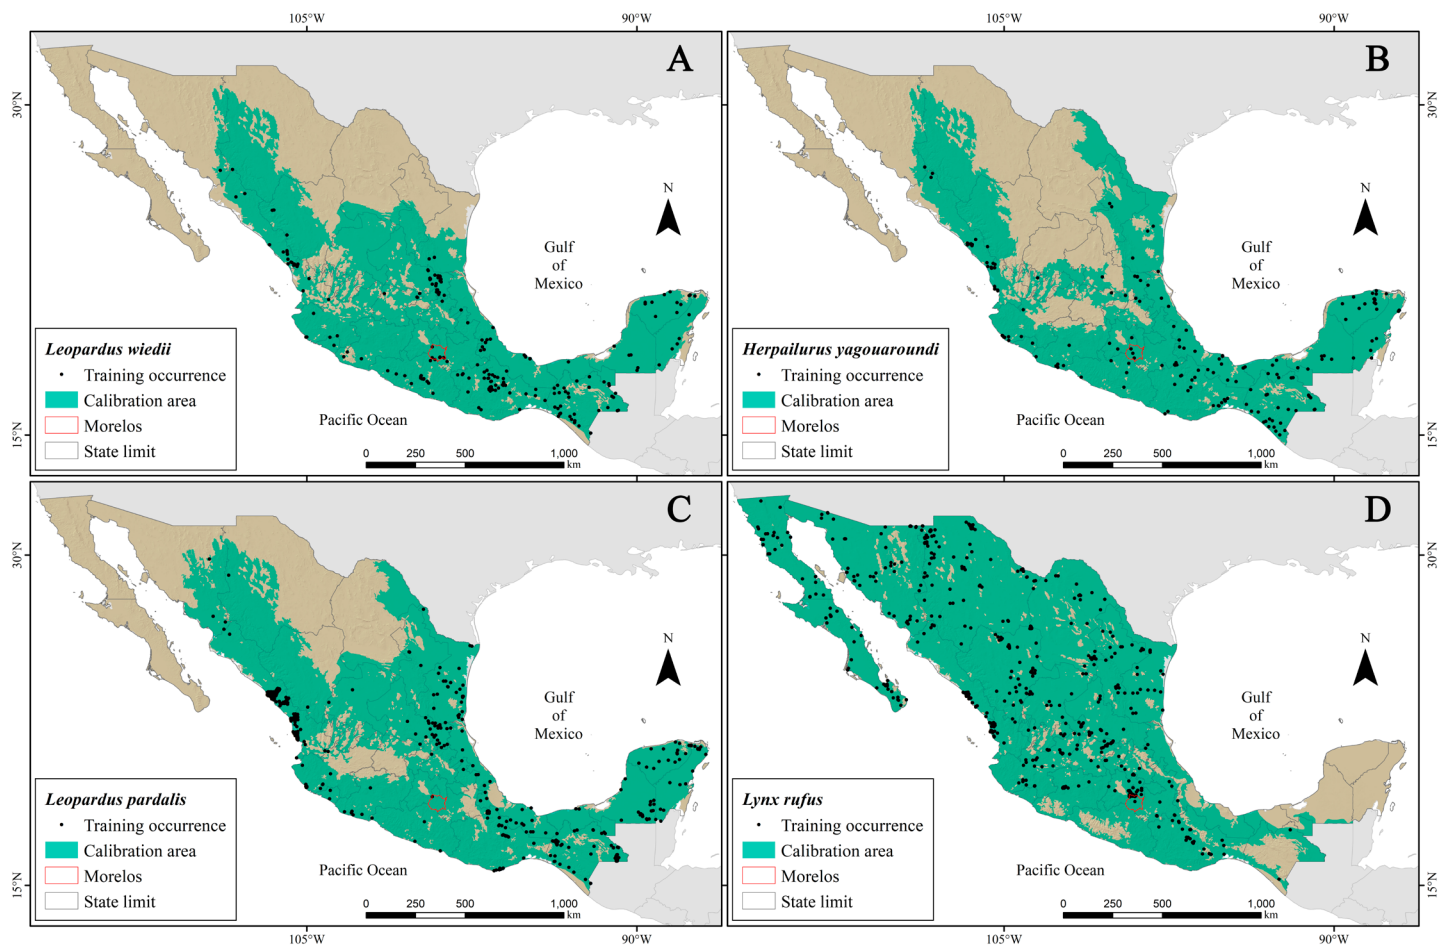 105°W
90°W
105°W
90°W
A
30°N
N
Gulf
of
Mexico
Leopardus wiedii
Training occurrence
Calibration area
Morelos
State limit
Pacific Ocean
15°N
0 250 500 1,000
km
B
30°N
N
Gulf
of
Mexico
Herpailurus yagouaroundi
Training occurrence
Calibration area
Morelos
State limit
Pacific Ocean
15°N
0 250 500 1,000
km
C
30°N
N
Gulf
of
Mexico
Leopardus pardalis
Training occurrence
Calibration area
Morelos
State limit
Pacific Ocean
15°N
0 250 500 1,000
km
D
30°N
N
Gulf
of
Mexico
Lynx rufus
Training occurrence
Calibration area
Morelos
State limit
Pacific Ocean
15°N
0 250 500 1,000
km
105°W
90°W
105°W
90°W